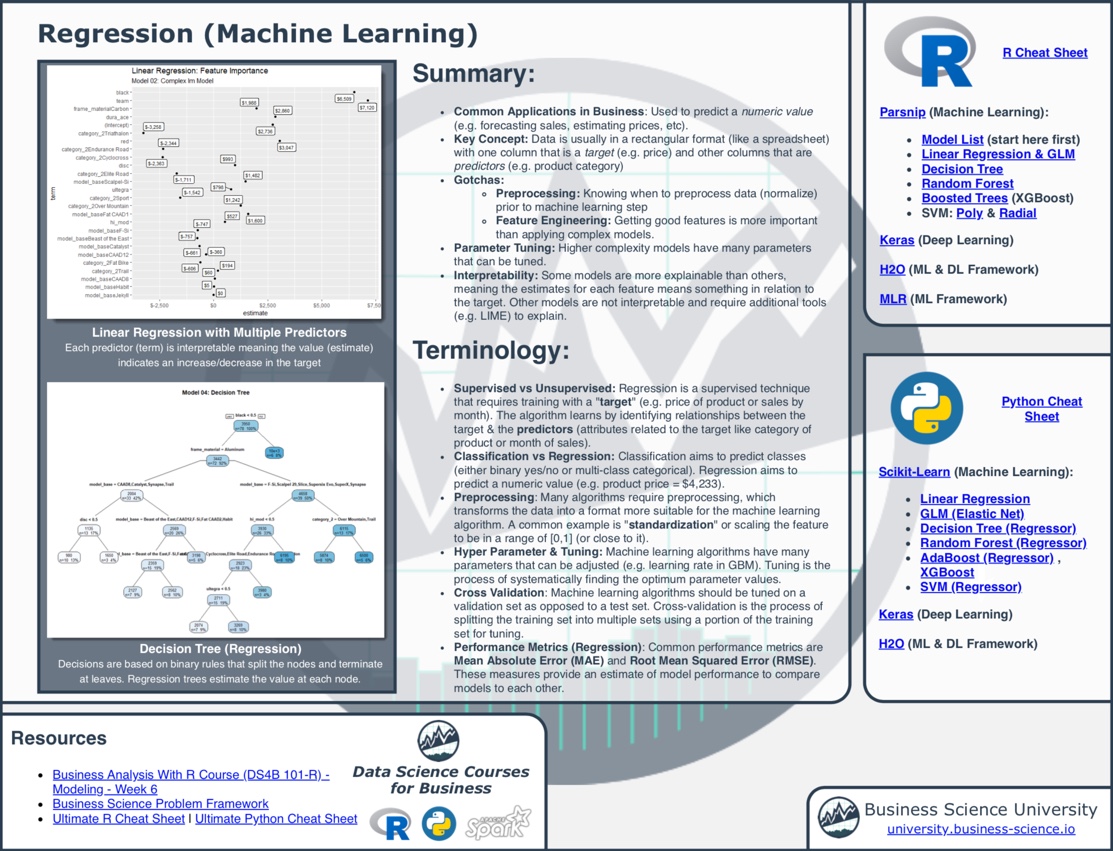 Regression (Machine Learning)
Linear Regression: Feature Importance
Model 02: Complex lm Model
term
black
team
frame_materialCarbon
dura_ace
(Intercept)
category_2Triathalon
red
category_2Endurance Road
category_2Cyclocross
disc
category_2Elite Road
model_baseScalpel-Si
ultegra
category_2Sport
category_2Over Mountain
model_baseFat CAAD1
hi_mod
model_baseF-Si
model_baseBeast of the East
model_baseCatalyst
model_baseCAAD12
category_2Fat Bike
category_2Trail
model_baseCAAD8
model_baseHabit
model_baseJekyll
$6,509
$7,120
$1,988
$2,860
$-3,258
$2,736
$-2,344
$3,047
$993
$-2,363
$1,482
$-1,711
$796
$-1,542
$1,242
$527
$1,600
$-747
$-757
$-661
$-360
$-696
$194
$60
$5
$0
$-2,500
$0
$2,500
$5,000
$7,50
estimate
Linear Regression with Multiple Predictors
Each predictor (term) is interpretable meaning the value (estimate)
indicates an increase/decrease in the target
Model 04: Decision Tree
black < 0.5
frame_material = Aluminum
disc < 0.5
hi_mod = 0.5
category_2 = Over Mountain,Trail
ultegra = 0.5
Decision Tree (Regression)
Decisions are based on binary rules that split the nodes and terminate
at leaves. Regression trees estimate the value at each node.
Summary:
• Common Applications in Business: Used to predict a numeric value
(e.g. forecasting sales, estimating prices, etc).
• Key Concept: Data is usually in a rectangular format (like a spreadsheet)
with one column that is a target (e.g. price) and other columns that are
predictors (e.g. product category)
• Gotchas:
◦ Preprocessing: Knowing when to preprocess data (normalize)
prior to machine learning step
◦ Feature Engineering: Getting good features is more important
than applying complex models.
• Parameter Tuning: Higher complexity models have many parameters
that can be tuned.
• Interpretability: Some models are more explainable than others,
meaning the estimates for each feature means something in relation to
the target. Other models are not interpretable and require additional tools
(e.g. LIME) to explain.
Terminology:
• Supervised vs Unsupervised: Regression is a supervised technique
that requires training with a "target" (e.g. price of product or sales by
month). The algorithm learns by identifying relationships between the
target & the predictors (attributes related to the target like category of
product or month of sales).
• Classification vs Regression: Classification aims to predict classes
(either binary yes/no or multi-class categorical). Regression aims to
predict a numeric value (e.g. product price = $4,233).
• Preprocessing: Many algorithms require preprocessing, which
transforms the data into a format more suitable for the machine learning
algorithm. A common example is "standardization" or scaling the feature
to be in a range of [0,1] (or close to it).
• Hyper Parameter & Tuning: Machine learning algorithms have many
parameters that can be adjusted (e.g. learning rate in GBM). Tuning is the
process of systematically finding the optimum parameter values.
• Cross Validation: Machine learning algorithms should be tuned on a
validation set as opposed to a test set. Cross-validation is the process of
splitting the training set into multiple sets using a portion of the training
set for tuning.
• Performance Metrics (Regression): Common performance metrics are
Mean Absolute Error (MAE) and Root Mean Squared Error (RMSE).
These measures provide an estimate of model performance to compare
models to each other.
R
R Cheat Sheet
Parsnip (Machine Learning):
• Model List (start here first)
• Linear Regression & GLM
• Decision Tree
• Random Forest
• Boosted Trees (XGBoost)
• SVM: Poly & Radial
Keras (Deep Learning)
H2O (ML & DL Framework)
MLR (ML Framework)
Python Cheat
Sheet
Scikit-Learn (Machine Learning):
• Linear Regression
• GLM (Elastic Net)
• Decision Tree (Regressor)
• Random Forest (Regressor)
• AdaBoost (Regressor) ,
XGBoost
• SVM (Regressor)
Keras (Deep Learning)
H2O (ML & DL Framework)
Resources
• Business Analysis With R Course (DS4B 101-R) -
Modeling - Week 6
• Business Science Problem Framework
• Ultimate R Cheat Sheet | Ultimate Python Cheat Sheet
Data Science Courses
for Business
R
APACHE
Spark
Business Science University
university.business-science.io